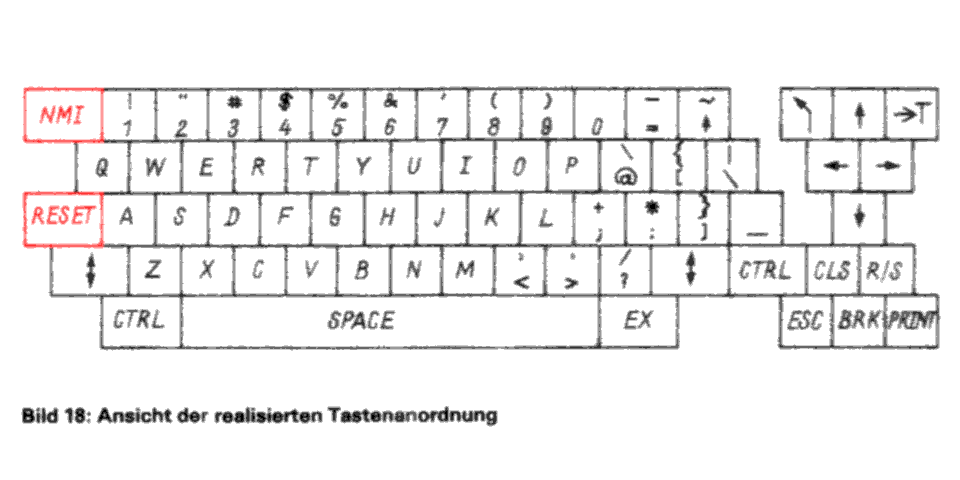 NMI ! 1 " 2 # 3 $ 4 % 5 & 6 ' 7 ( 8 ) 9 0 - = ~ ↑ ↖ ↑ →T
Q W E R T Y U I O P \ @ { [ | \ ← →
RESET A S D F G H J K L + ; * : } ] _ ↓
↕ Z X C V B N M , < . > / ? ↕ CTRL CLS R/S
CTRL SPACE EX ESC BRK PRINT
Bild 18: Ansicht der realisierten Tastenanordnung